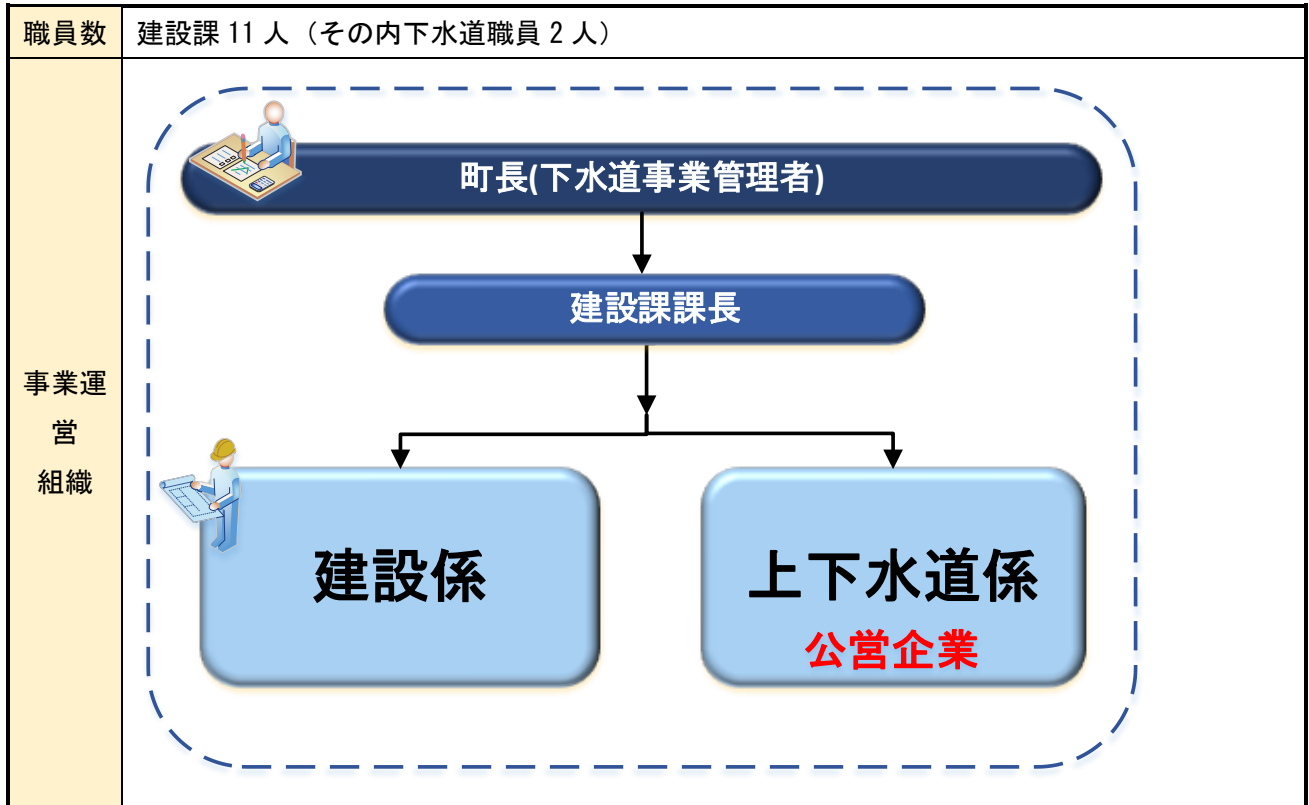 職員数
建設課 11 人（その内下水道職員 2 人）
事業運
営
組織
町長(下水道事業管理者)
建設課課長
建設係
上下水道係
公営企業